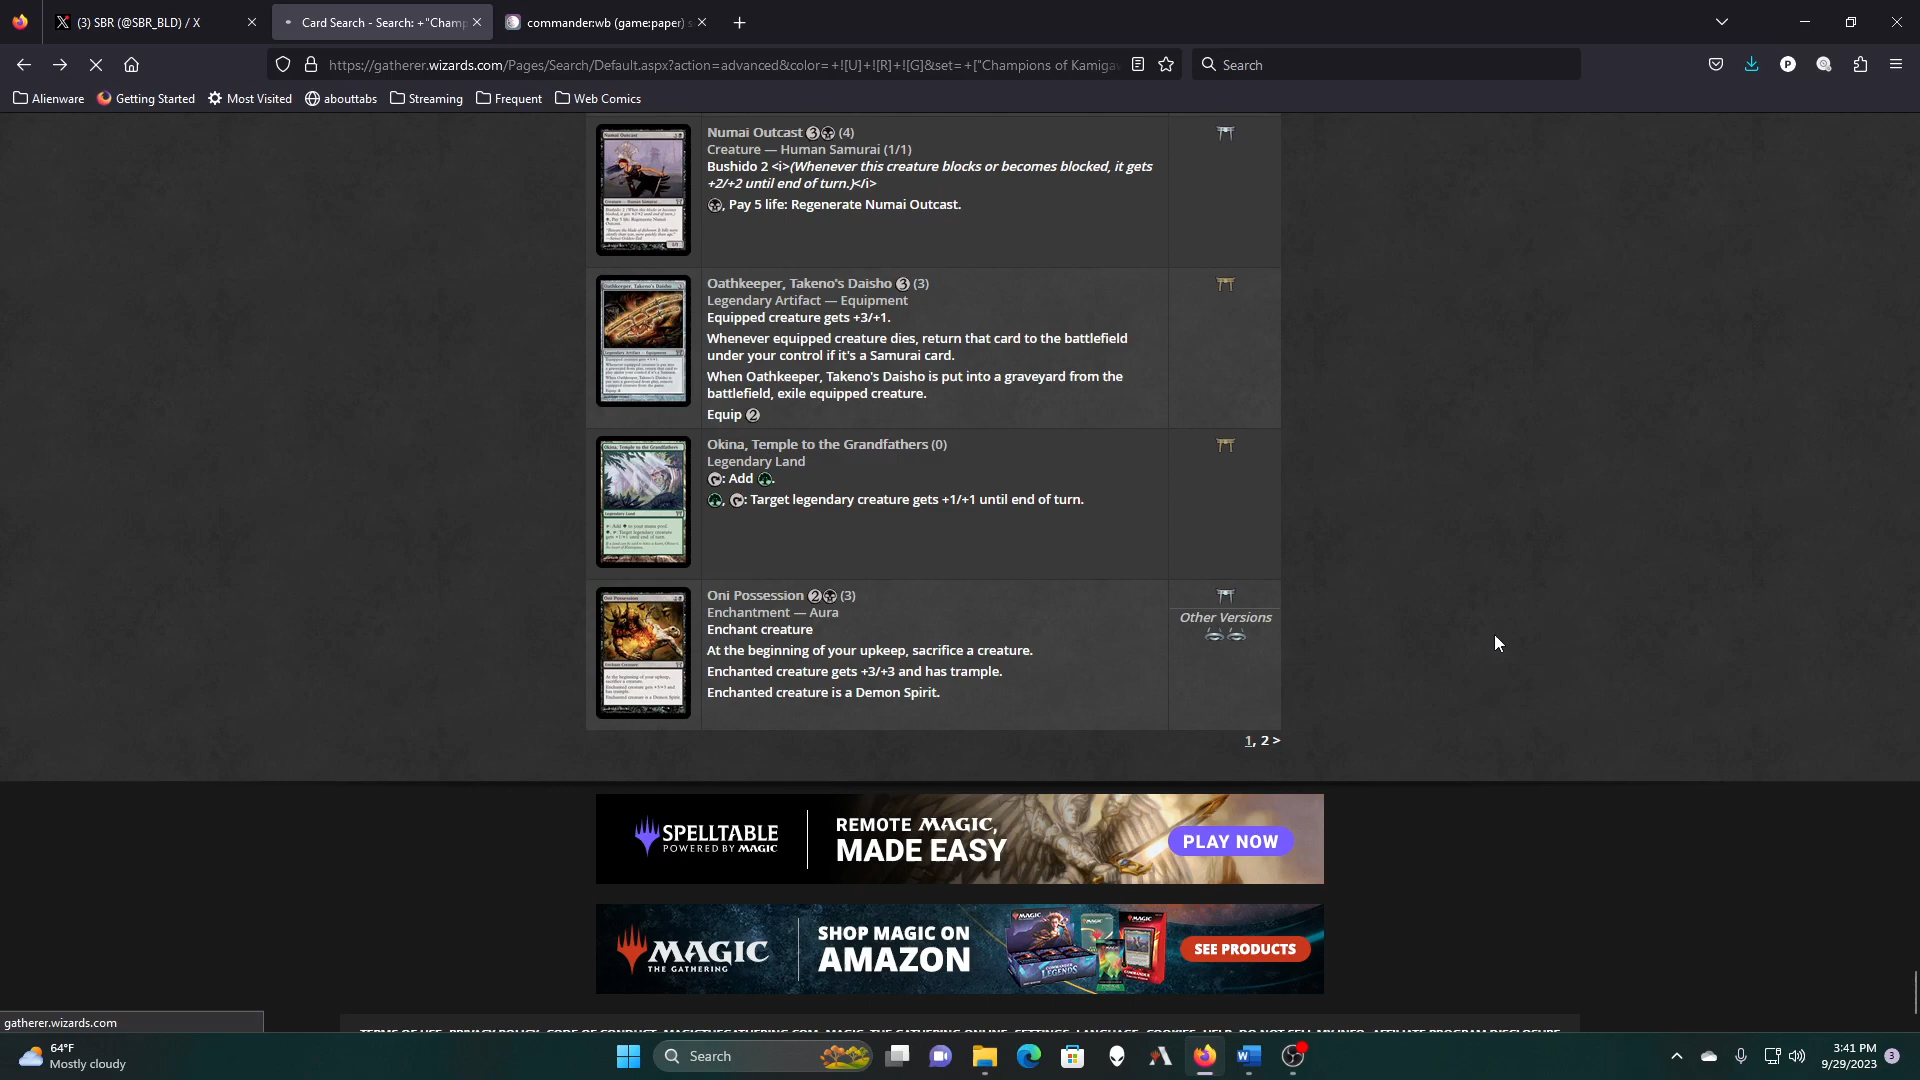 (3) SBR (@SBR_BLD) / X
Card Search - Search: +"Champ
commander:wb (game:paper) s
https://gatherer.wizards.com/Pages/Search/Default.aspx?action=advanced&color=+![U]+![R]+![G]&set=+["Champions of Kamigaw
Search
Alienware
Getting Started
Most Visited
abouttabs
Streaming
Frequent
Web Comics
Numai Outcast 3 (4)
Creature — Human Samurai (1/1)
Bushido 2 <i>(Whenever this creature blocks or becomes blocked, it gets
+2/+2 until end of turn.)</i>
, Pay 5 life: Regenerate Numai Outcast.
Oathkeeper, Takeno's Daisho 3 (3)
Legendary Artifact — Equipment
Equipped creature gets +3/+1.
Whenever equipped creature dies, return that card to the battlefield
under your control if it's a Samurai card.
When Oathkeeper, Takeno's Daisho is put into a graveyard from the
battlefield, exile equipped creature.
Equip 2
Okina, Temple to the Grandfathers (0)
Legendary Land
: Add .
, : Target legendary creature gets +1/+1 until end of turn.
Oni Possession 2 (3)
Enchantment — Aura
Enchant creature
At the beginning of your upkeep, sacrifice a creature.
Enchanted creature gets +3/+3 and has trample.
Enchanted creature is a Demon Spirit.
Other Versions
1, 2 >
SPELLTABLE
POWERED BY MAGIC
REMOTE MAGIC,
MADE EASY
PLAY NOW
MAGIC
THE GATHERING
SHOP MAGIC ON
AMAZON
SEE PRODUCTS
gatherer.wizards.com
64°F
Mostly cloudy
Search
3:41 PM
9/29/2023
3